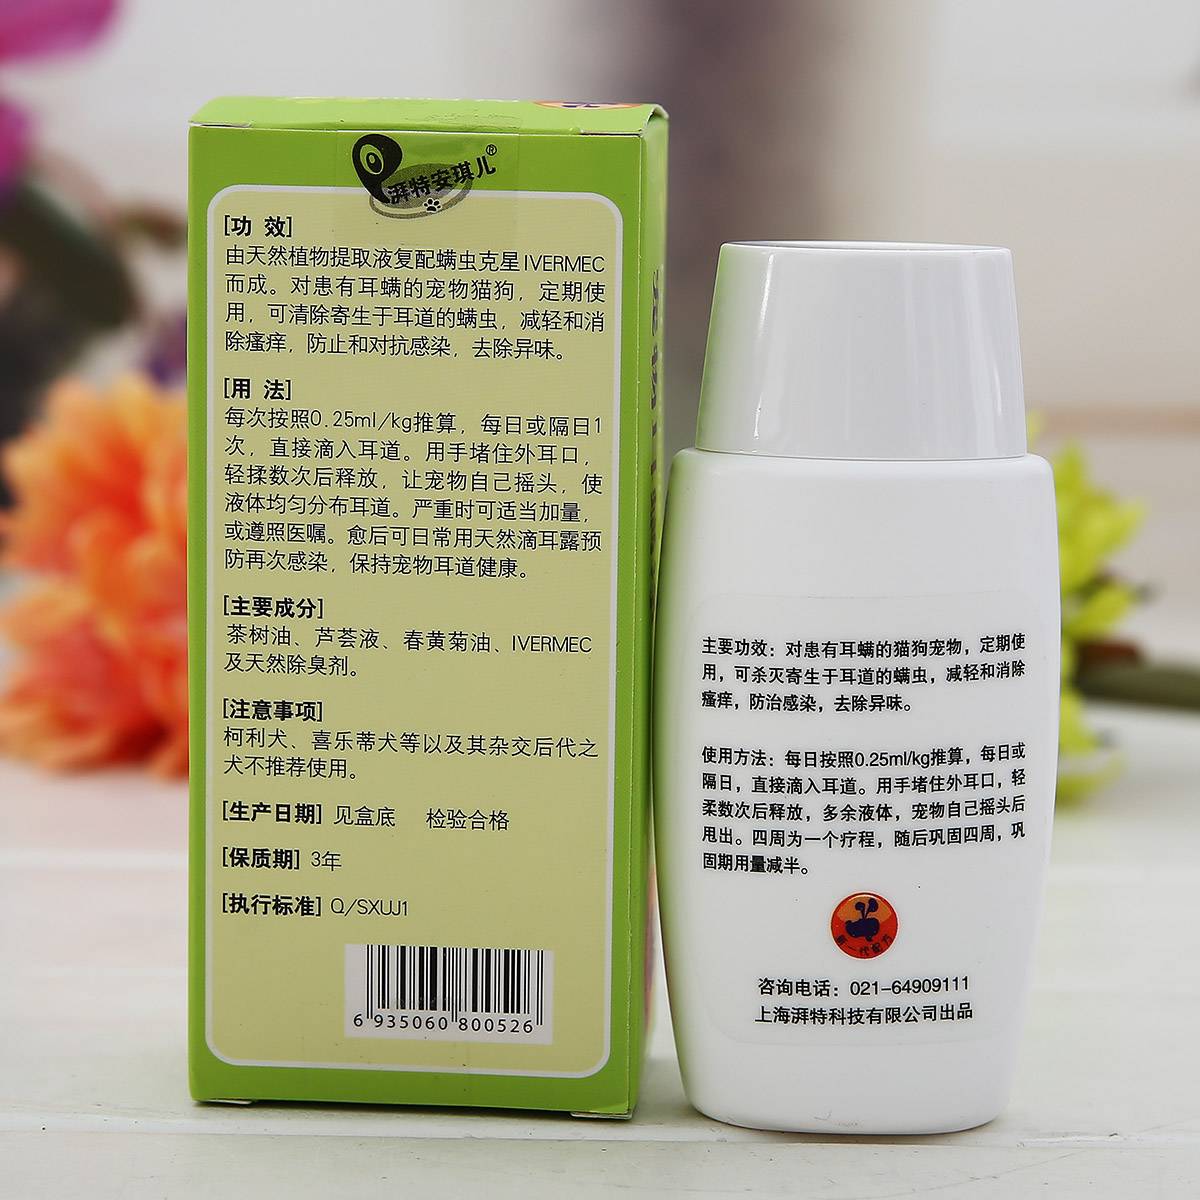 湃特安琪儿®
[功 效]
由天然植物提取液复配螨虫克星IVERMEC
而成。对患有耳螨的宠物猫狗，定期使
用，可清除寄生于耳道的螨虫，减轻和消
除瘙痒，防止和对抗感染，去除异味。
[用 法]
每次按照0.25ml/kg推算，每日或隔日1
次，直接滴入耳道。用手堵住外耳口，
轻揉数次后释放，让宠物自己摇头，使
液体均匀分布耳道。严重时可适当加量，
或遵照医嘱。愈后可日常用天然滴耳露预
防再次感染，保持宠物耳道健康。
[主要成分]
茶树油、芦荟液、春黄菊油、IVERMEC
及天然除臭剂。
[注意事项]
柯利犬、喜乐蒂犬等以及其杂交后代之
犬不推荐使用。
[生产日期] 见盒底 检验合格
[保质期] 3年
[执行标准] Q/SXUJ1
6 935060 800526
主要功效：对患有耳螨的猫狗宠物，定期使
用，可杀灭寄生于耳道的螨虫，减轻和消除
瘙痒，防治感染，去除异味。
使用方法：每日按照0.25ml/kg推算，每日或
隔日，直接滴入耳道。用手堵住外耳口，轻
柔数次后释放，多余液体，宠物自己摇头后
甩出。四周为一个疗程，随后巩固四周，巩
固期用量减半。
新一代配方
咨询电话：021-64909111
上海湃特科技有限公司出品